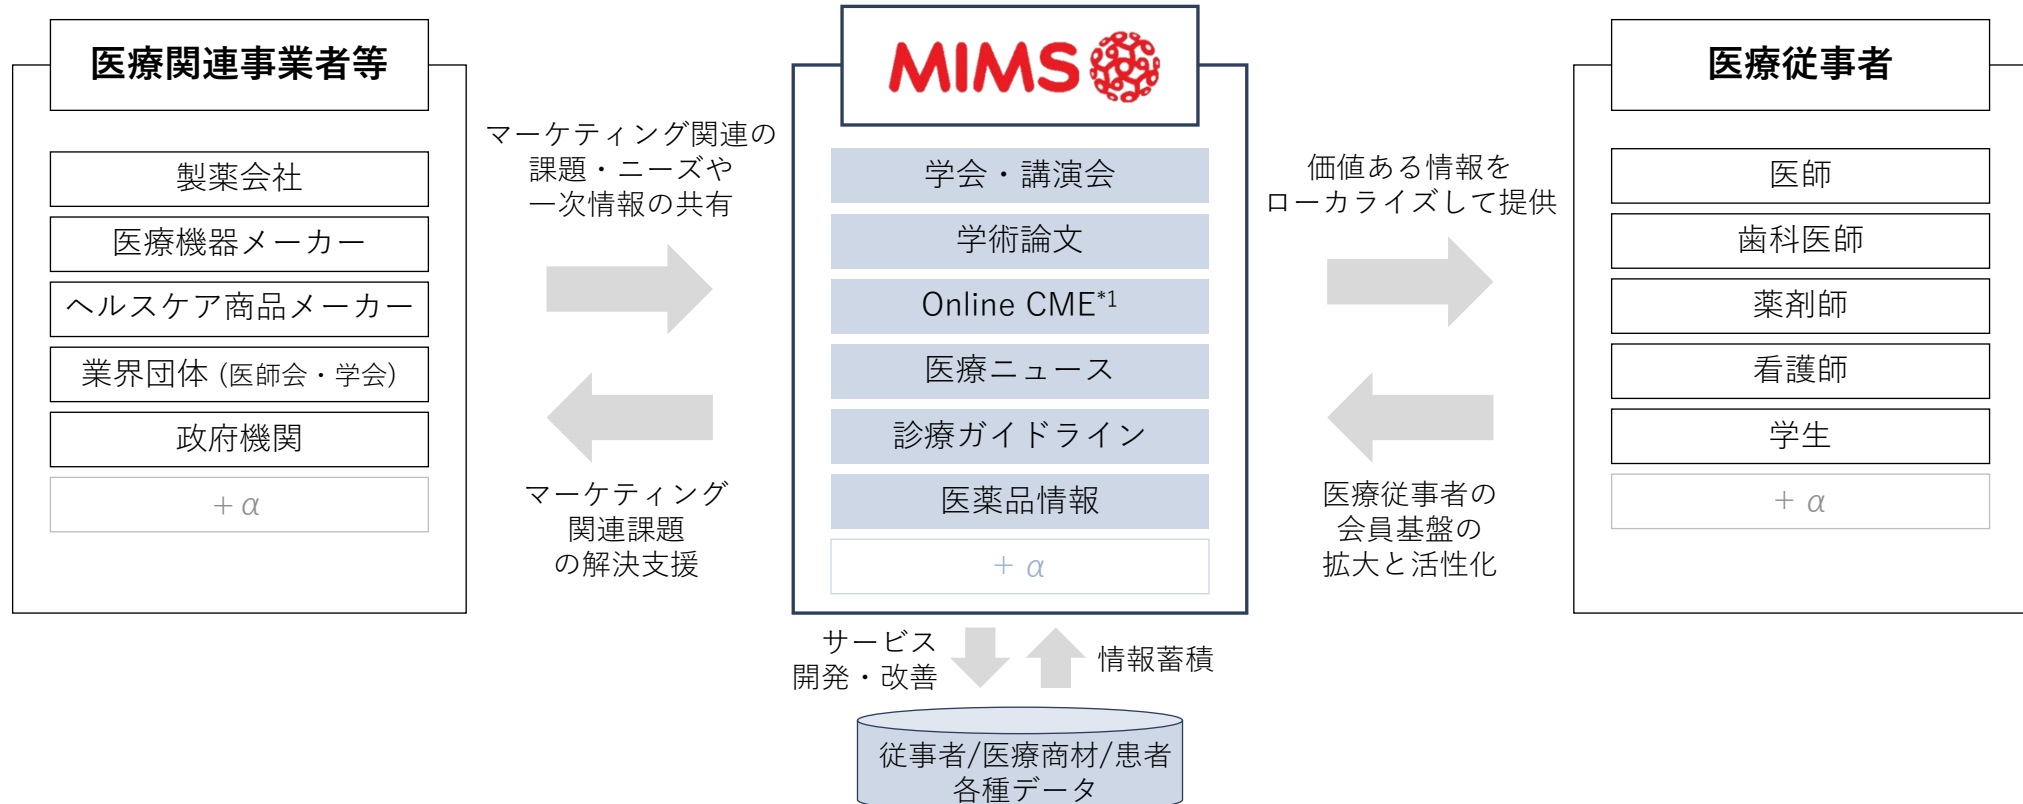 医療関連事業者等
製薬会社
医療機器メーカー
ヘルスケア商品メーカー
業界団体 (医師会・学会)
政府機関
+ α
マーケティング関連の
課題・ニーズや
一次情報の共有
マーケティング
関連課題
の解決支援
MIMS
学会・講演会
学術論文
Online CME*1
医療ニュース
診療ガイドライン
医薬品情報
+ α
価値ある情報を
ローカライズして提供
医療従事者の
会員基盤の
拡大と活性化
医療従事者
医師
歯科医師
薬剤師
看護師
学生
+ α
サービス
開発・改善
情報蓄積
従事者/医療商材/患者
各種データ